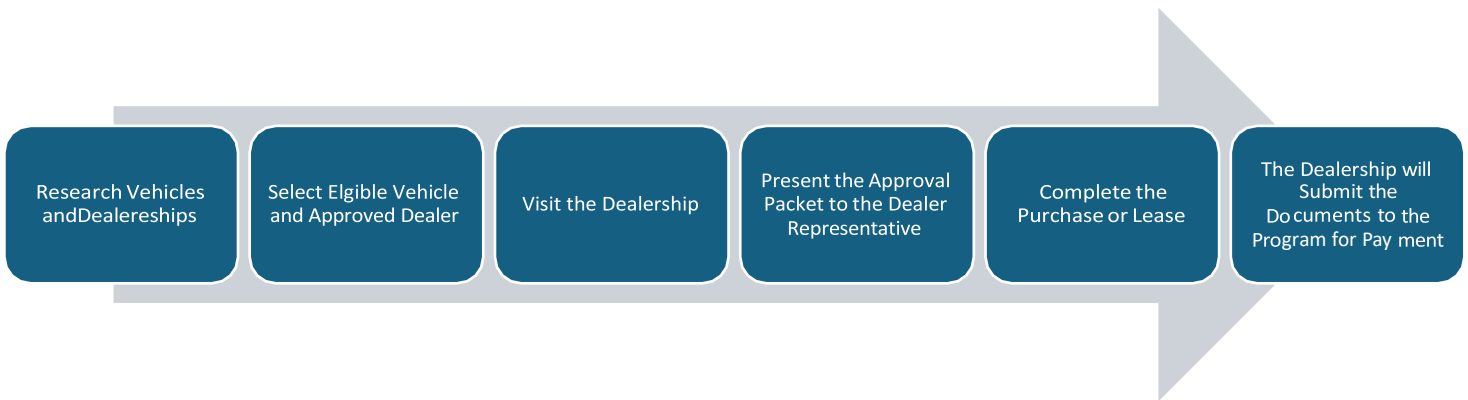 Research Vehicles
andDealereships
Select Elgible Vehicle
and Approved Dealer
Visit the Dealership
Present the Approval
Packet to the Dealer
Representative
Complete the
Purchase or Lease
The Dealership will
Submit the
Do cuments to the
Program for Pay ment